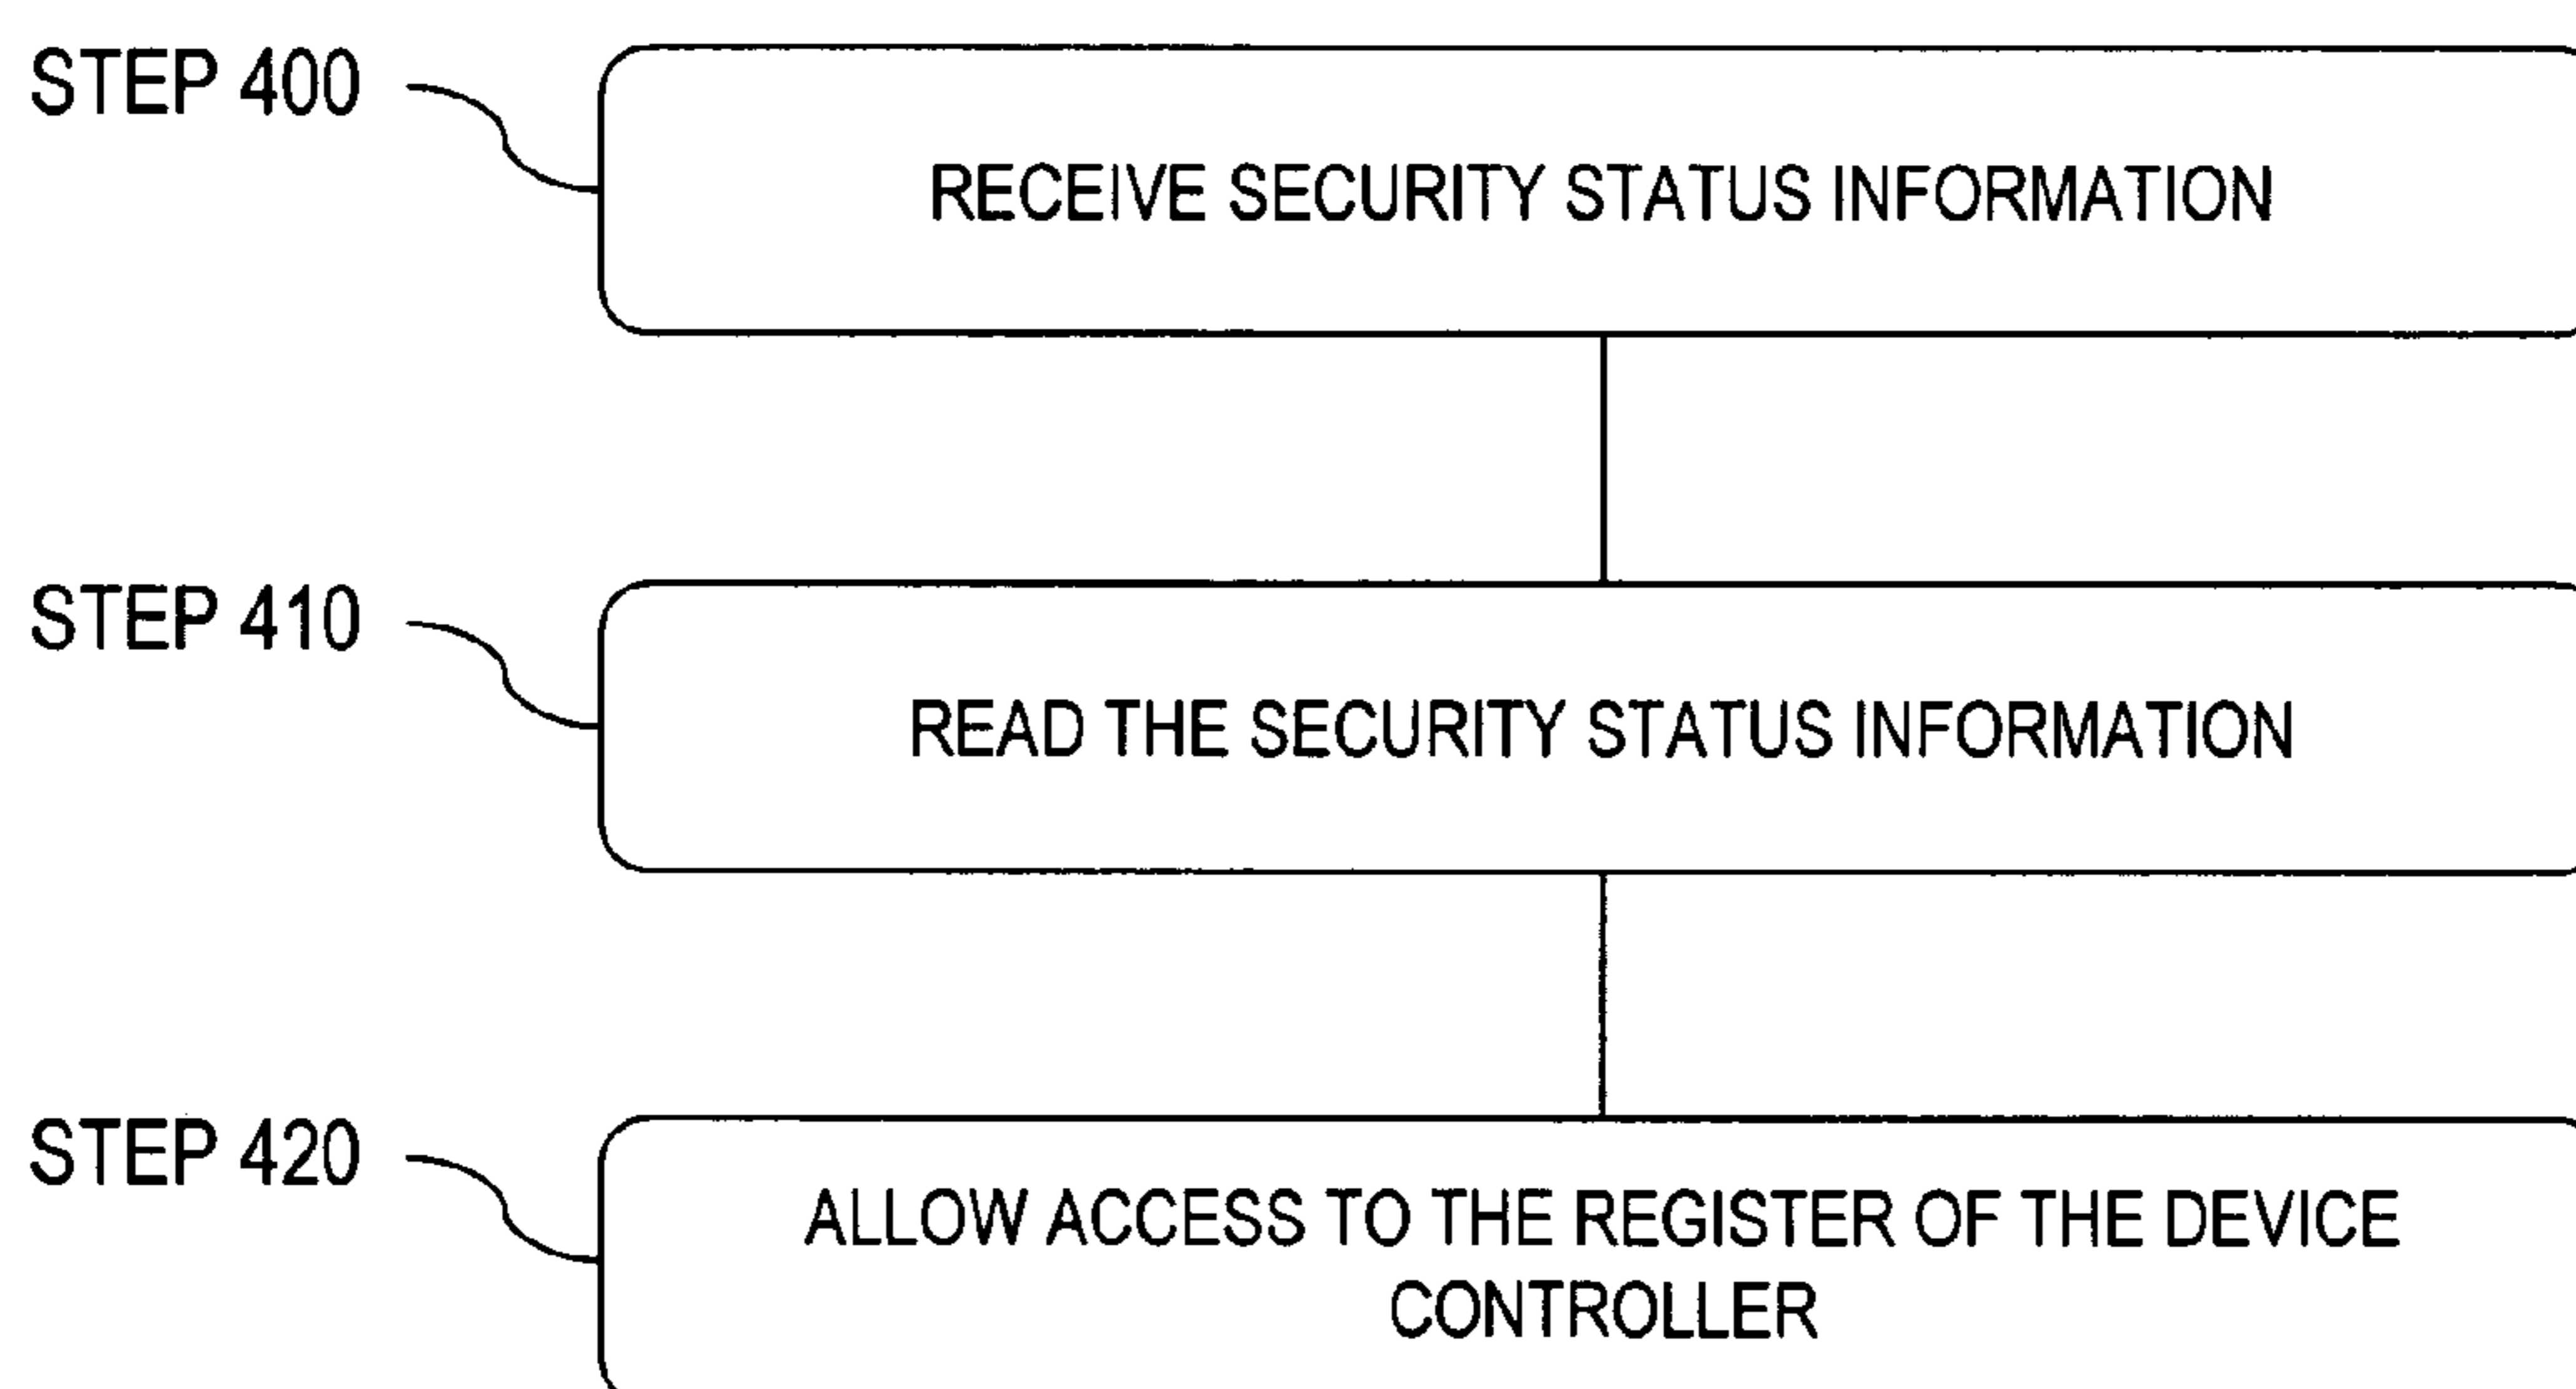 STEP 400
RECEIVE SECURITY STATUS INFORMATION
STEP 410
READ THE SECURITY STATUS INFORMATION
STEP 420
ALLOW ACCESS TO THE REGISTER OF THE DEVICE
CONTROLLER